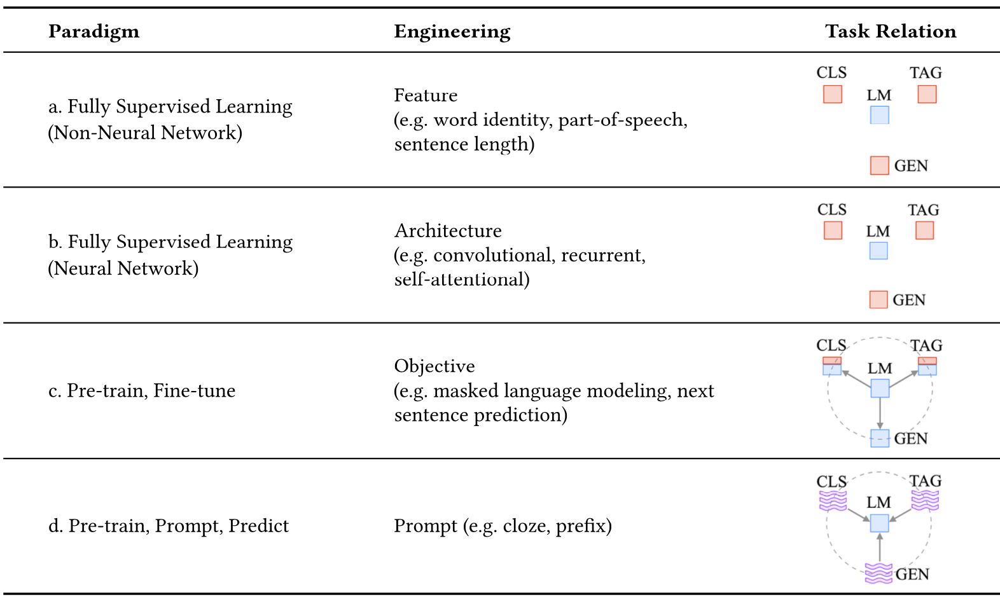 Paradigm Engineering Task Relation
a. Fully Supervised Learning
(Non-Neural Network)
Feature
(e.g. word identity, part-of-speech,
sentence length)
CLS TAG
LM
GEN
b. Fully Supervised Learning
(Neural Network)
Architecture
(e.g. convolutional, recurrent,
self-attentional)
CLS TAG
LM
GEN
c. Pre-train, Fine-tune
Objective
(e.g. masked language modeling, next
sentence prediction)
CLS TAG
LM
GEN
d. Pre-train, Prompt, Predict
Prompt (e.g. cloze, prefix)
CLS TAG
LM
GEN